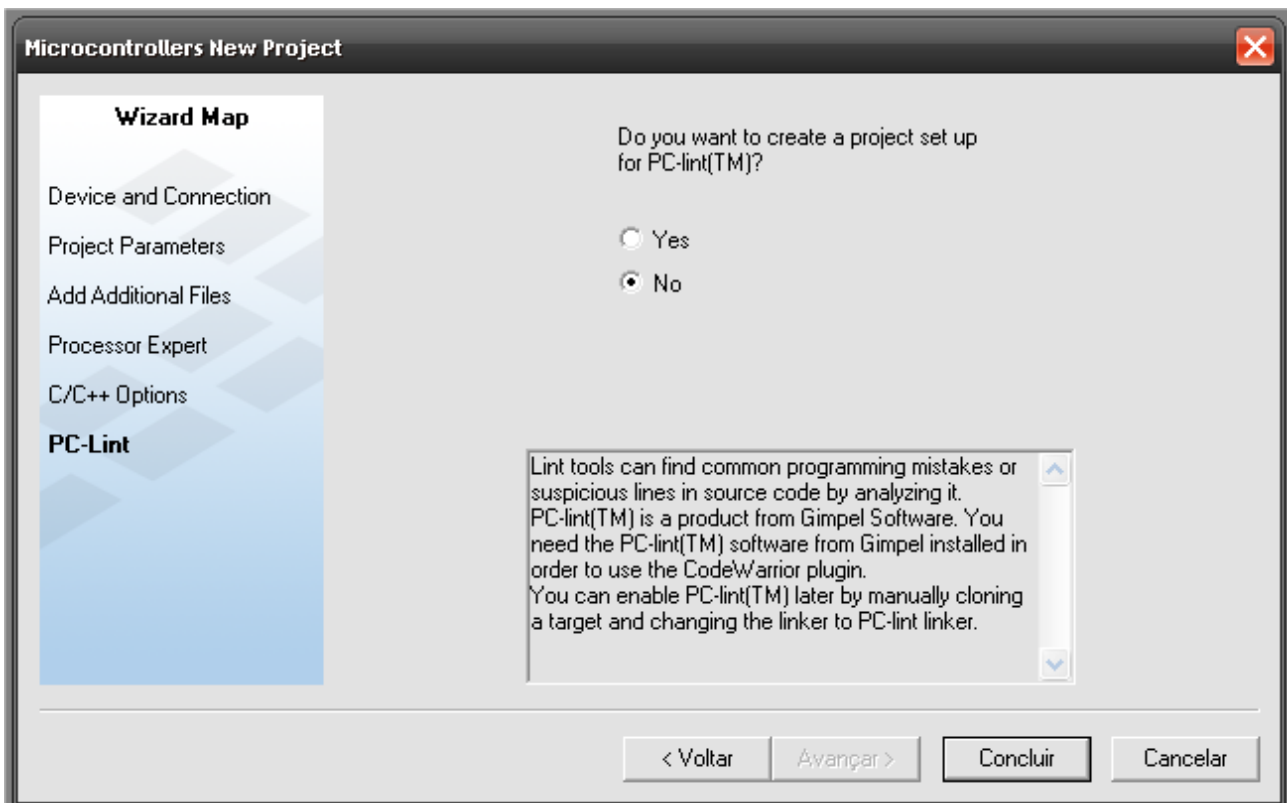 Microcontrollers New Project
Wizard Map
Device and Connection
Project Parameters
Add Additional Files
Processor Expert
C/C++ Options
PC-Lint
Do you want to create a project set up
for PC-lint(TM)?
Yes
No
Lint tools can find common programming mistakes or
suspicious lines in source code by analyzing it.
PC-lint(TM) is a product from Gimpel Software. You
need the PC-lint(TM) software from Gimpel installed in
order to use the CodeWarrior plugin.
You can enable PC-lint(TM) later by manually cloning
a target and changing the linker to PC-lint linker.
< Voltar
Avançar >
Concluir
Cancelar